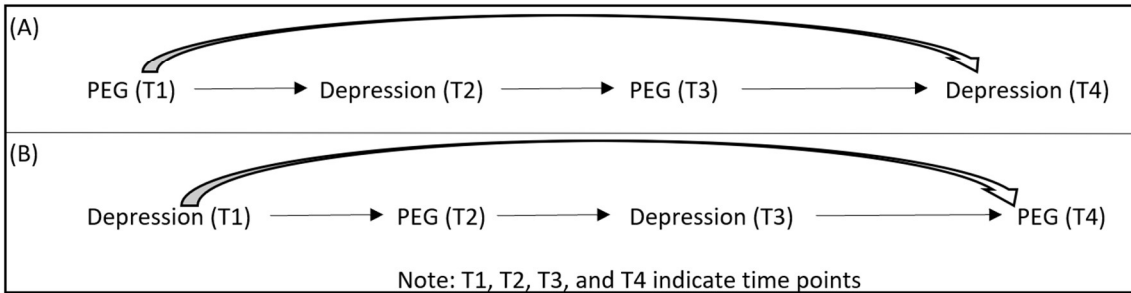 (A)
PEG (T1) Depression (T2) PEG (T3) Depression (T4)
(B)
Depression (T1) PEG (T2) Depression (T3) PEG (T4)
Note: T1, T2, T3, and T4 indicate time points